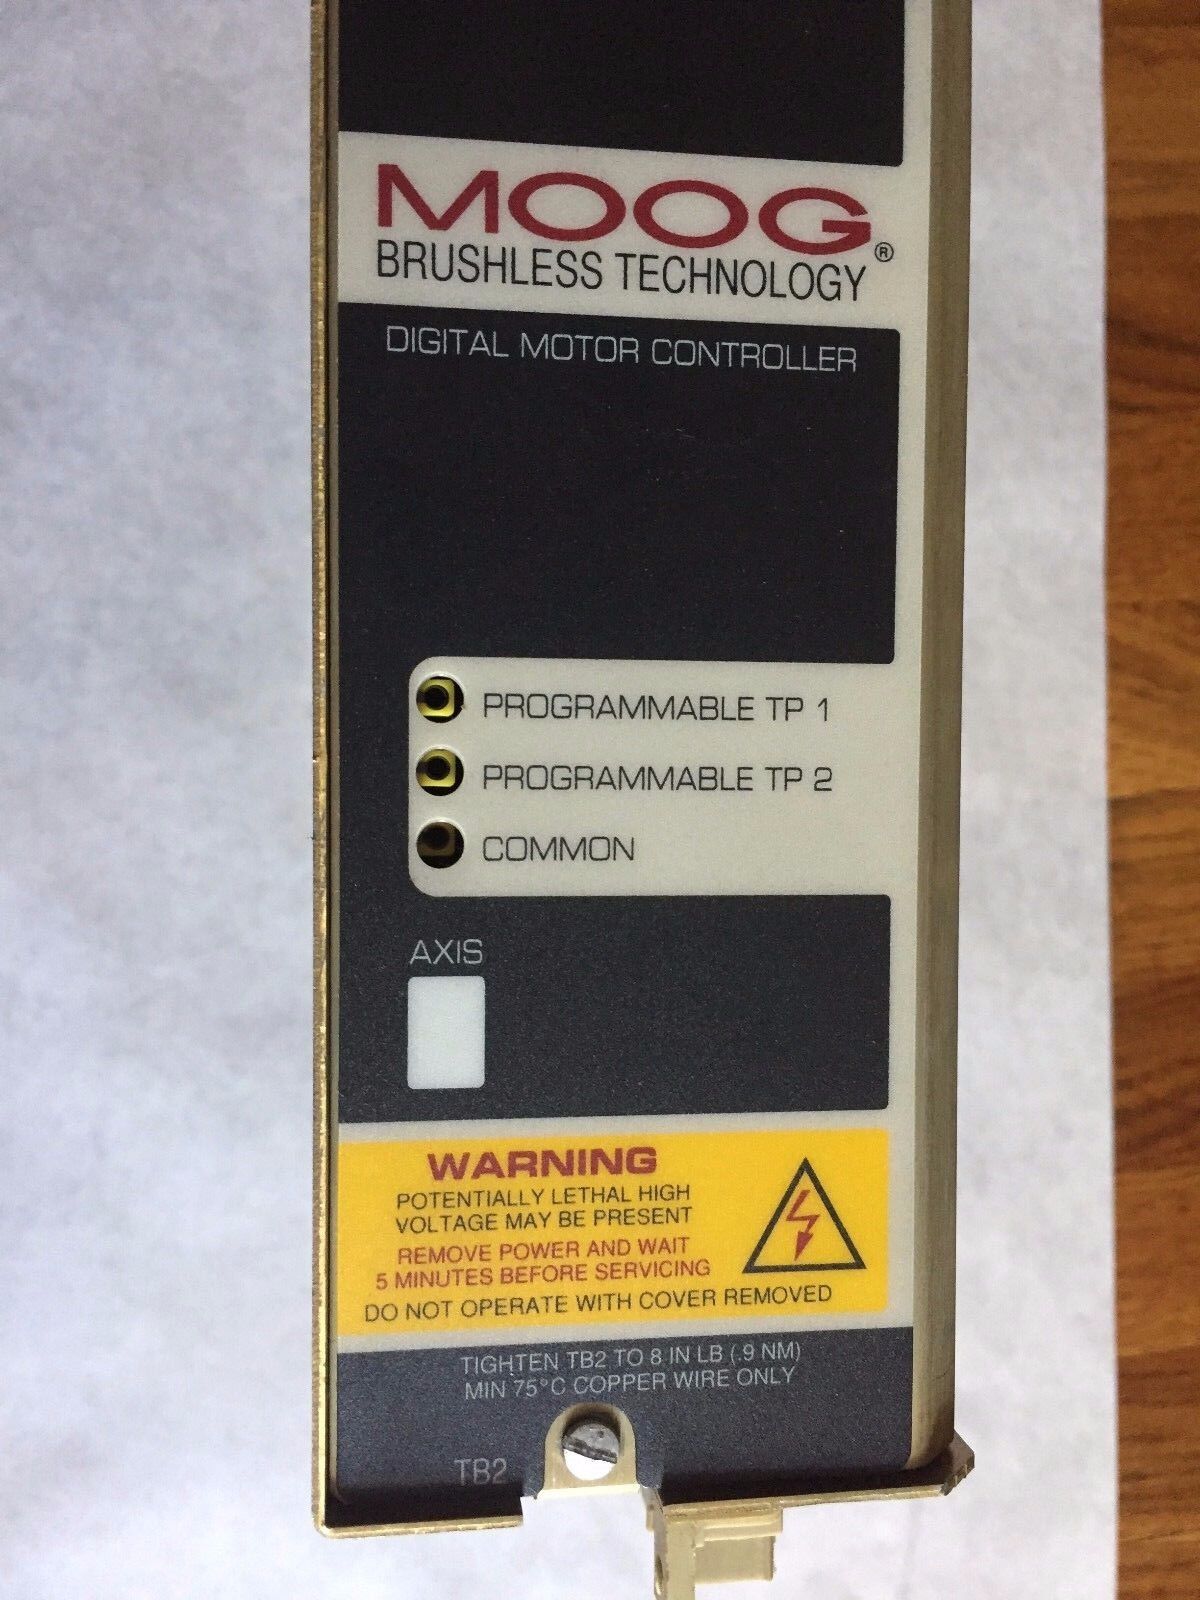 MOOG
BRUSHLESS TECHNOLOGY®
DIGITAL MOTOR CONTROLLER
PROGRAMMABLE TP 1
PROGRAMMABLE TP 2
COMMON
AXIS
WARNING
POTENTIALLY LETHAL HIGH
VOLTAGE MAY BE PRESENT
REMOVE POWER AND WAIT
5 MINUTES BEFORE SERVICING
DO NOT OPERATE WITH COVER REMOVED
TIGHTEN TB2 TO 8 IN LB (.9 NM)
MIN 75°C COPPER WIRE ONLY
TB2